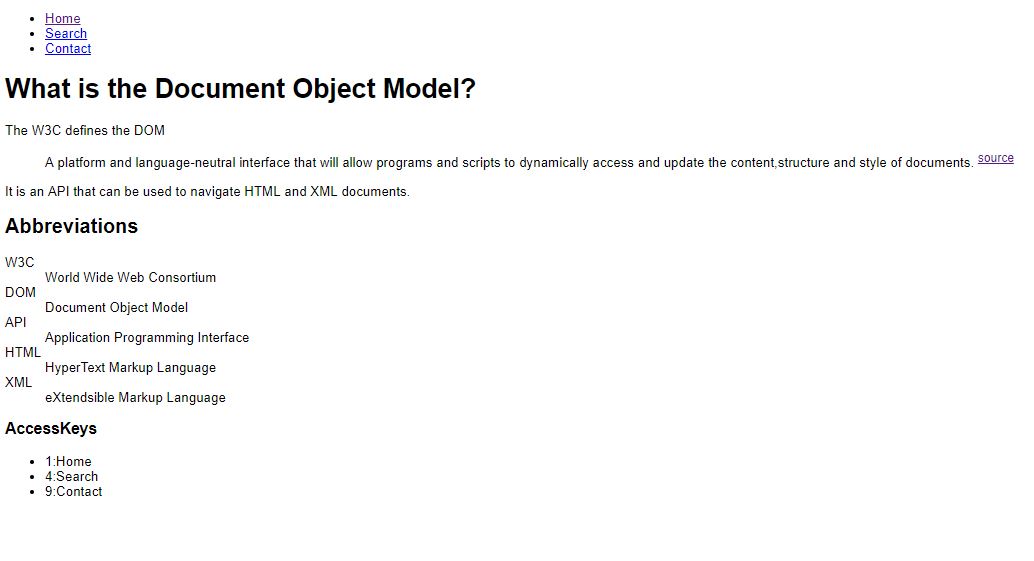 Home
Search
Contact
What is the Document Object Model?
The W3C defines the DOM
A platform and language-neutral interface that will allow programs and scripts to dynamically access and update the content,structure and style of documents. source
It is an API that can be used to navigate HTML and XML documents.
Abbreviations
W3C
World Wide Web Consortium
DOM
Document Object Model
API
Application Programming Interface
HTML
HyperText Markup Language
XML
eXtendsible Markup Language
AccessKeys
1:Home
4:Search
9:Contact